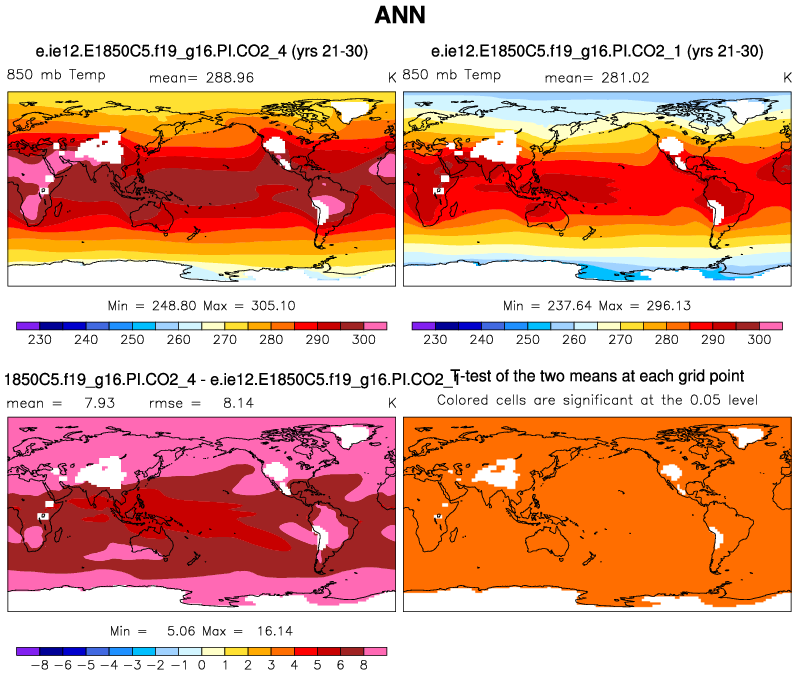 ANN
e.ie12.E1850C5.f19_g16.PI.CO2_4 (yrs 21-30)
e.ie12.E1850C5.f19_g16.PI.CO2_1 (yrs 21-30)
850 mb Temp mean= 288.96 K
850 mb Temp mean= 281.02 K
Min = 248.80 Max = 305.10
Min = 237.64 Max = 296.13
230 240 250 260 270 280 290 300
230 240 250 260 270 280 290 300
1850C5.f19_g16.PI.CO2_4 - e.ie12.E1850C5.f19_g16.PI.CO2_1
T-test of the two means at each grid point
mean = 7.93 rmse = 8.14 K
Colored cells are significant at the 0.05 level
Min = 5.06 Max = 16.14
-8 -6 -5 -4 -3 -2 -1 0 1 2 3 4 5 6 8